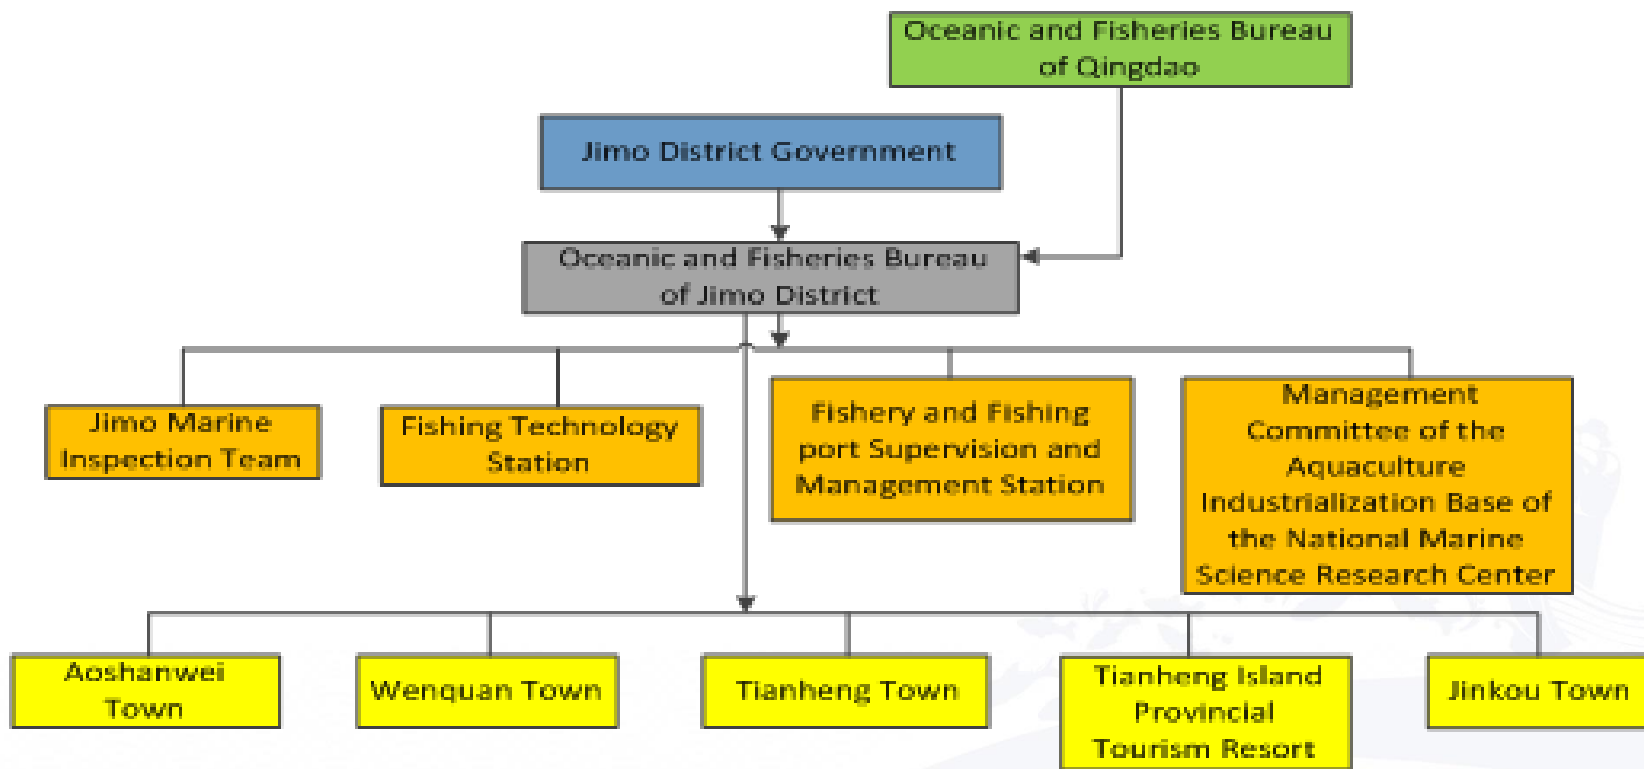 Oceanic and Fisheries Bureau
of Qingdao
Jimo District Government
Oceanic and Fisheries Bureau
of Jimo District
Jimo Marine
Inspection Team
Fishing Technology
Station
Fishery and Fishing
port Supervision and
Management Station
Management
Committee of the
Aquaculture
Industrialization Base of
the National Marine
Science Research Center
Aoshanwei
Town
Wenquan Town
Tianheng Town
Tianheng Island
Provincial
Tourism Resort
Jinkou Town